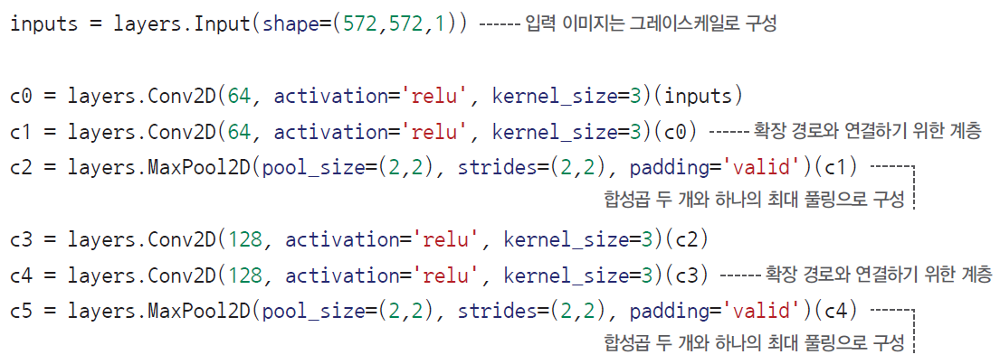 inputs = layers.Input(shape=(572,572,1)) ------ 입력 이미지는 그레이스케일로 구성
c0 = layers.Conv2D(64, activation='relu', kernel_size=3)(inputs)
c1 = layers.Conv2D(64, activation='relu', kernel_size=3)(c0) ------ 확장 경로와 연결하기 위한 계층
c2 = layers.MaxPool2D(pool_size=(2,2), strides=(2,2), padding='valid')(c1)
합성곱 두 개와 하나의 최대 풀링으로 구성
c3 = layers.Conv2D(128, activation='relu', kernel_size=3)(c2)
c4 = layers.Conv2D(128, activation='relu', kernel_size=3)(c3) ------ 확장 경로와 연결하기 위한 계층
c5 = layers.MaxPool2D(pool_size=(2,2), strides=(2,2), padding='valid')(c4)
합성곱 두 개와 하나의 최대 풀링으로 구성